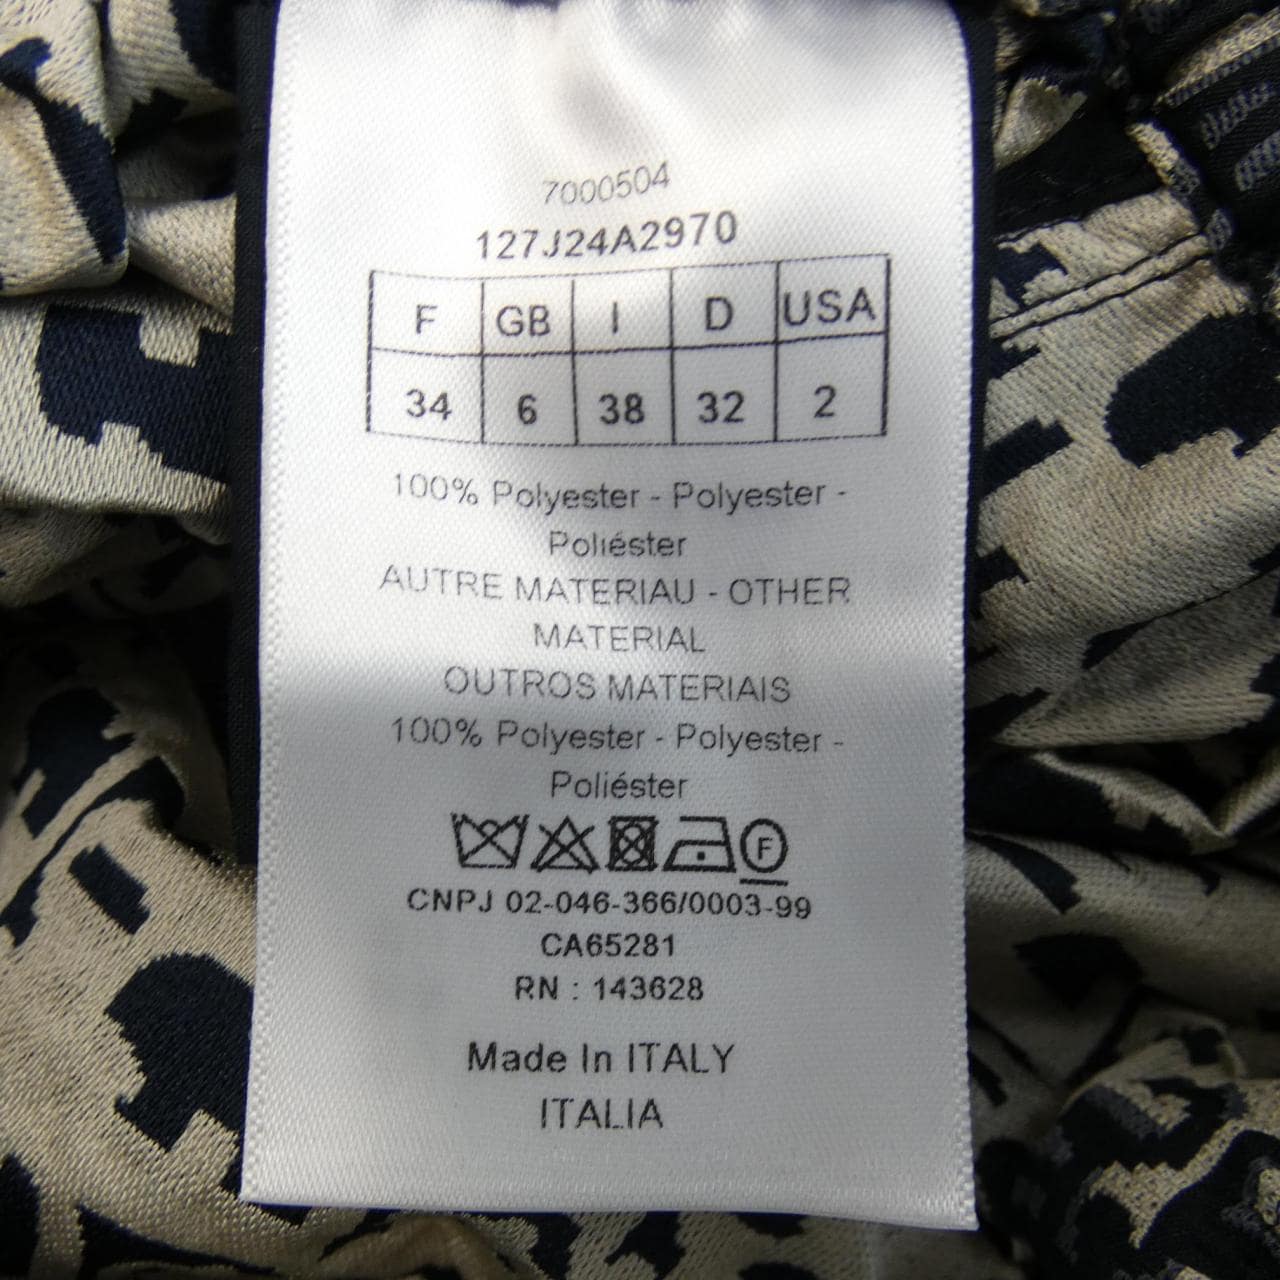 7000504
127J24A2970
F GB I D USA
34 6 38 32 2
100% Polyester - Polyester -
Poliéster
AUTRE MATERIAU - OTHER
MATERIAL
OUTROS MATERIAIS
100% Polyester - Polyester -
Poliéster
F
CNPJ 02-046-366/0003-99
CA65281
RN : 143628
Made In ITALY
ITALIA